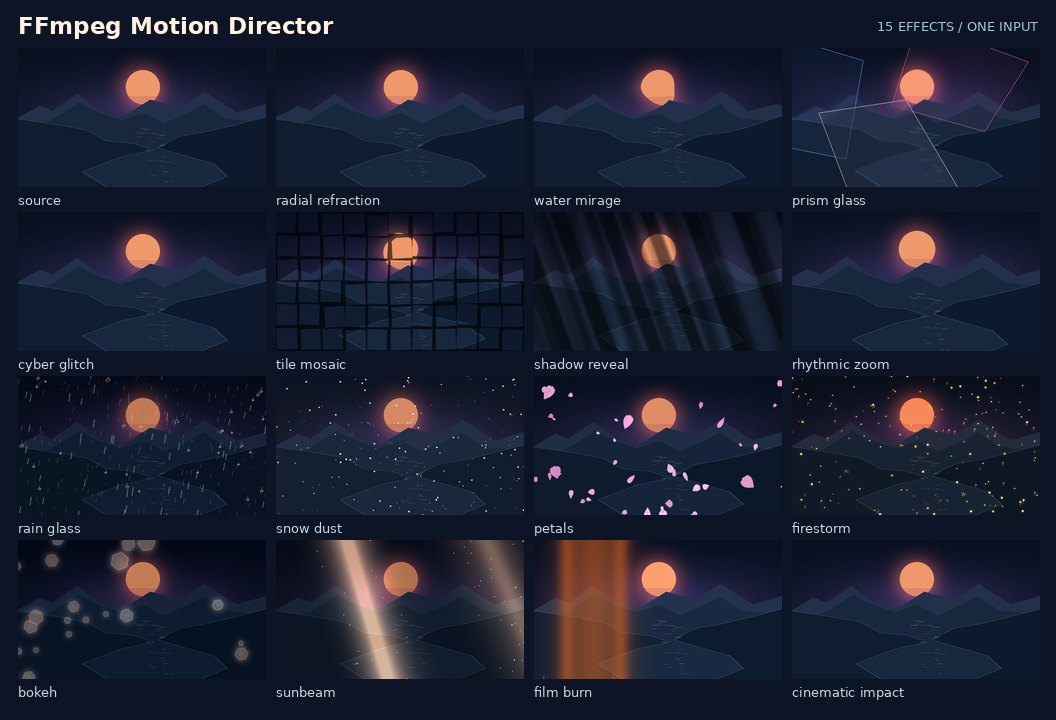 FFmpeg Motion Director
15 EFFECTS / ONE INPUT
source
radial refraction
water mirage
prism glass
cyber glitch
tile mosaic
shadow reveal
rhythmic zoom
rain glass
snow dust
petals
firestorm
bokeh
sunbeam
film burn
cinematic impact